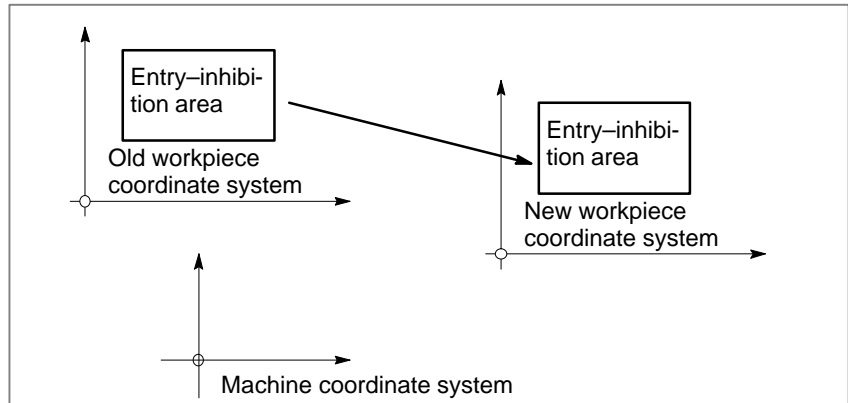 Entry–inhibi-
tion area
Old workpiece
coordinate system
Entry–inhibi-
tion area
New workpiece
coordinate system
Machine coordinate system